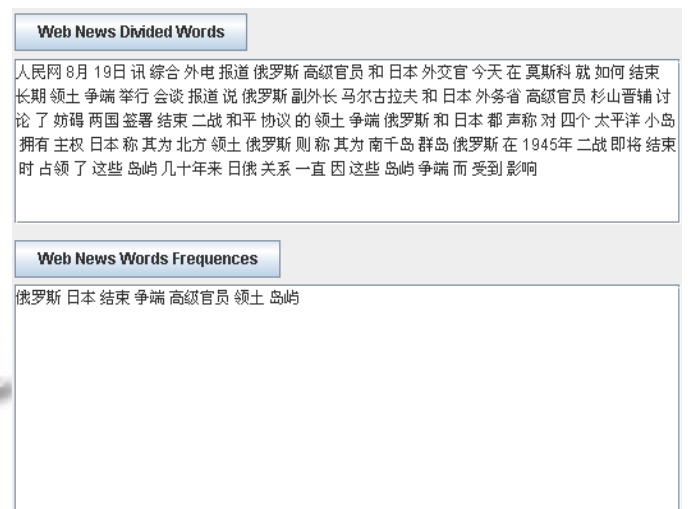 Web News Divided Words
人民网 8月 19日 讯 综合 外电 报道 俄罗斯 高级官员 和 日本 外交官 今天 在 莫斯科 就 如何 结束
长期 领土 争端 举行 会谈 报道 说 俄罗斯 副外长 马尔古拉夫 和 日本 外务省 高级官员 杉山晋辅 讨
论 了 妨碍 两国 签署 结束 二战 和平 协议 的 领土 争端 俄罗斯 和 日本 都 声称 对 四个 太平洋 小岛
拥有 主权 日本 称 其为 北方 领土 俄罗斯 则 称 其为 南千岛 群岛 俄罗斯 在 1945年 二战 即将 结束
时 占领 了 这些 岛屿 几十年来 日俄 关系 一直 因 这些 岛屿 争端 而 受到 影响
Web News Words Frequences
俄罗斯 日本 结束 争端 高级官员 领土 岛屿